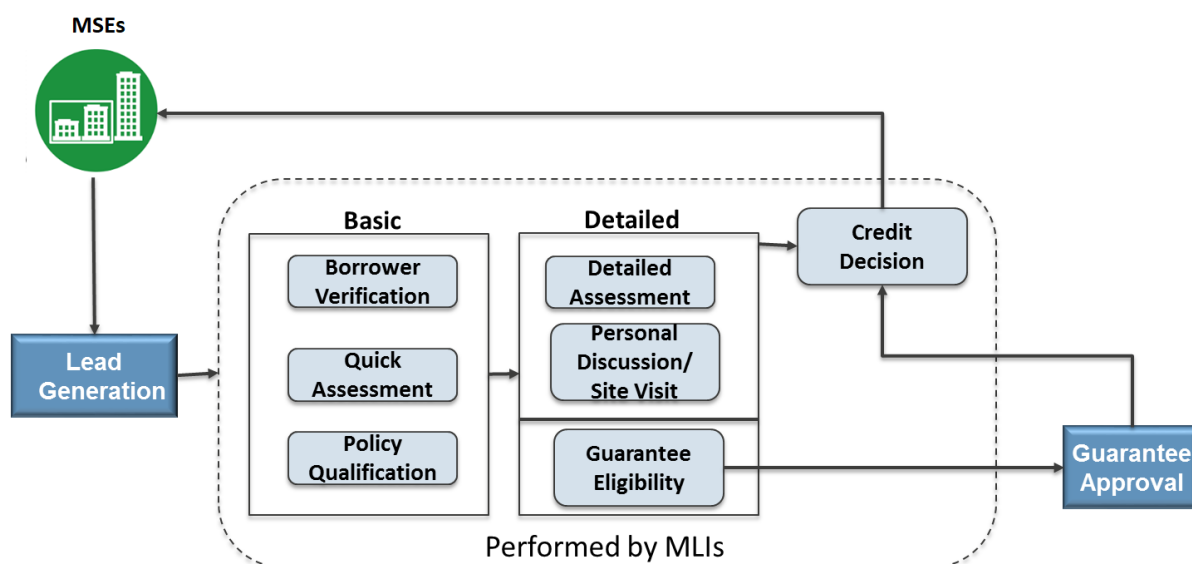 MSEs
Basic
Detailed
Borrower
Verification
Quick
Assessment
Policy
Qualification
Detailed
Assessment
Personal
Discussion/
Site Visit
Guarantee
Eligibility
Credit
Decision
Lead
Generation
Guarantee
Approval
Performed by MLIs